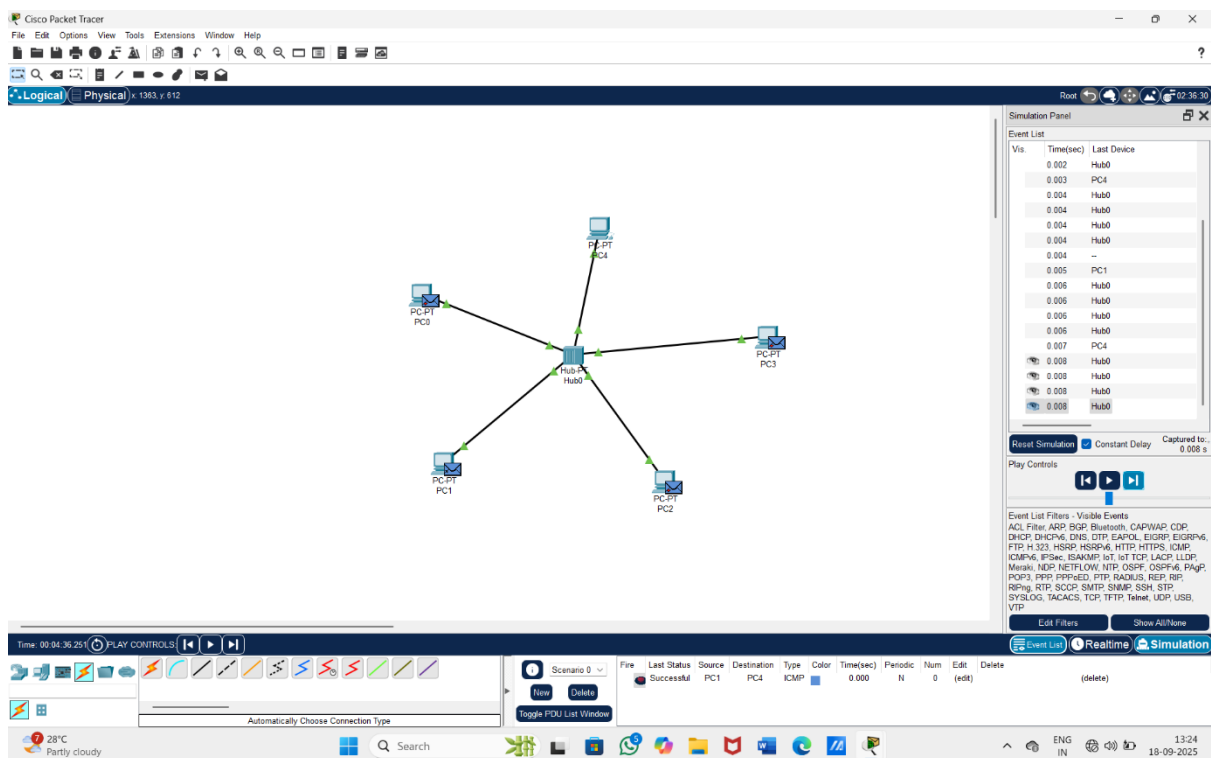 Cisco Packet Tracer
File Edit Options View Tools Extensions Window Help
?
Logical Physical x: 1363, y: 612 Root 02:36:30
Simulation Panel
Event List
Vis. Time(sec) Last Device
0.002 Hub0
0.003 PC4
0.004 Hub0
0.004 Hub0
0.004 Hub0
0.004 Hub0
0.004 --
0.005 PC1
0.006 Hub0
0.006 Hub0
0.006 Hub0
0.006 Hub0
0.007 PC4
0.008 Hub0
0.008 Hub0
0.008 Hub0
0.008 Hub0
Reset Simulation Constant Delay Captured to:
0.008 s
Play Controls
Event List Filters - Visible Events
ACL Filter, ARP, BGP, Bluetooth, CAPWAP, CDP,
DHCP, DHCPv6, DNS, DTP, EAPOL, EIGRP, EIGRPv6,
FTP, H.323, HSRP, HSRPv6, HTTP, HTTPS, ICMP,
ICMPv6, IPSec, ISAKMP, IoT, IoT TCP, LACP, LLDP,
Meraki, NDP, NETFLOW, NTP, OSPF, OSPFv6, PAgP,
POP3, PPP, PPPoED, PTP, RADIUS, REP, RIP,
RIPng, RTP, SCCP, SMTP, SNMP, SSH, STP,
SYSLOG, TACACS, TCP, TFTP, Telnet, UDP, USB,
VTP
Edit Filters Show All/None
PC-PT
PC4
PC-PT
PC0
PC-PT
PC3
Hub-PT
Hub0
PC-PT
PC1
PC-PT
PC2
Time: 00:04:36.251 PLAY CONTROLS: Event List Realtime Simulation
Automatically Choose Connection Type
Scenario 0
New Delete
Toggle PDU List Window
Fire Last Status Source Destination Type Color Time(sec) Periodic Num Edit Delete
Successful PC1 PC4 ICMP 0.000 N 0 (edit) (delete)
7
28°C
Partly cloudy
Search
5
ENG
IN
13:24
18-09-2025